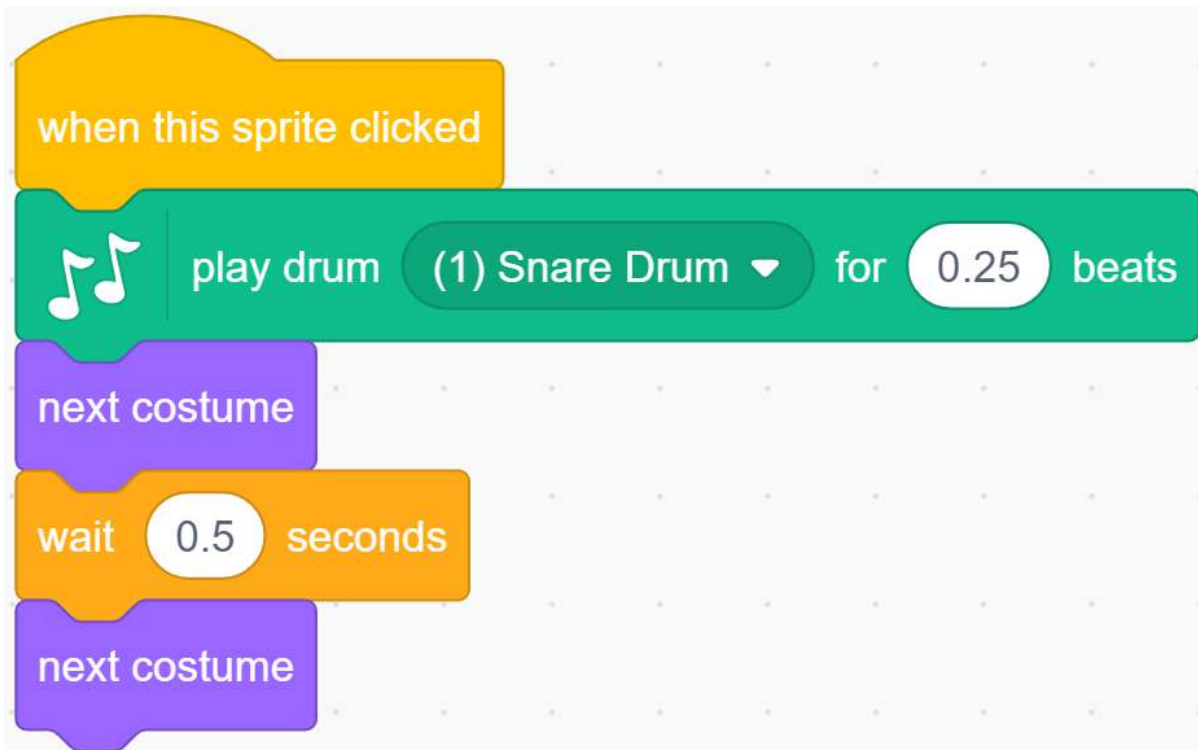 when this sprite clicked
play drum (1) Snare Drum for 0.25 beats
next costume
wait 0.5 seconds
next costume